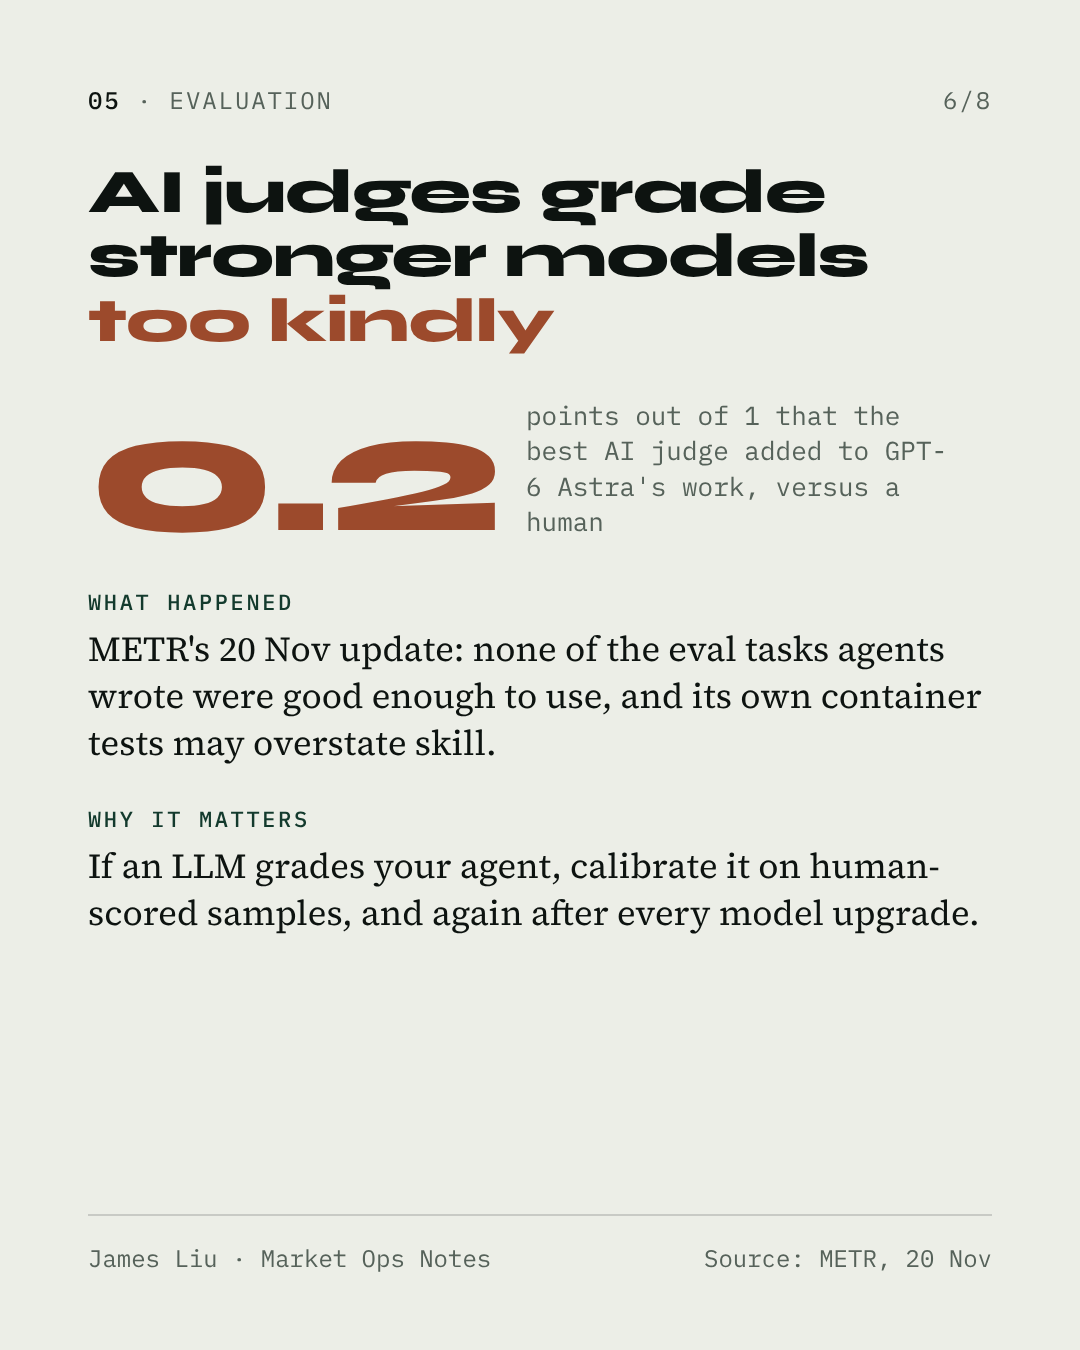 05 · EVALUATION
6/8
AI judges grade
stronger models
too kindly
0.2
points out of 1 that the
best AI judge added to GPT-
6 Astra's work, versus a
human
WHAT HAPPENED
METR's 20 Nov update: none of the eval tasks agents
wrote were good enough to use, and its own container
tests may overstate skill.
WHY IT MATTERS
If an LLM grades your agent, calibrate it on human-
scored samples, and again after every model upgrade.
James Liu · Market Ops Notes
Source: METR, 20 Nov